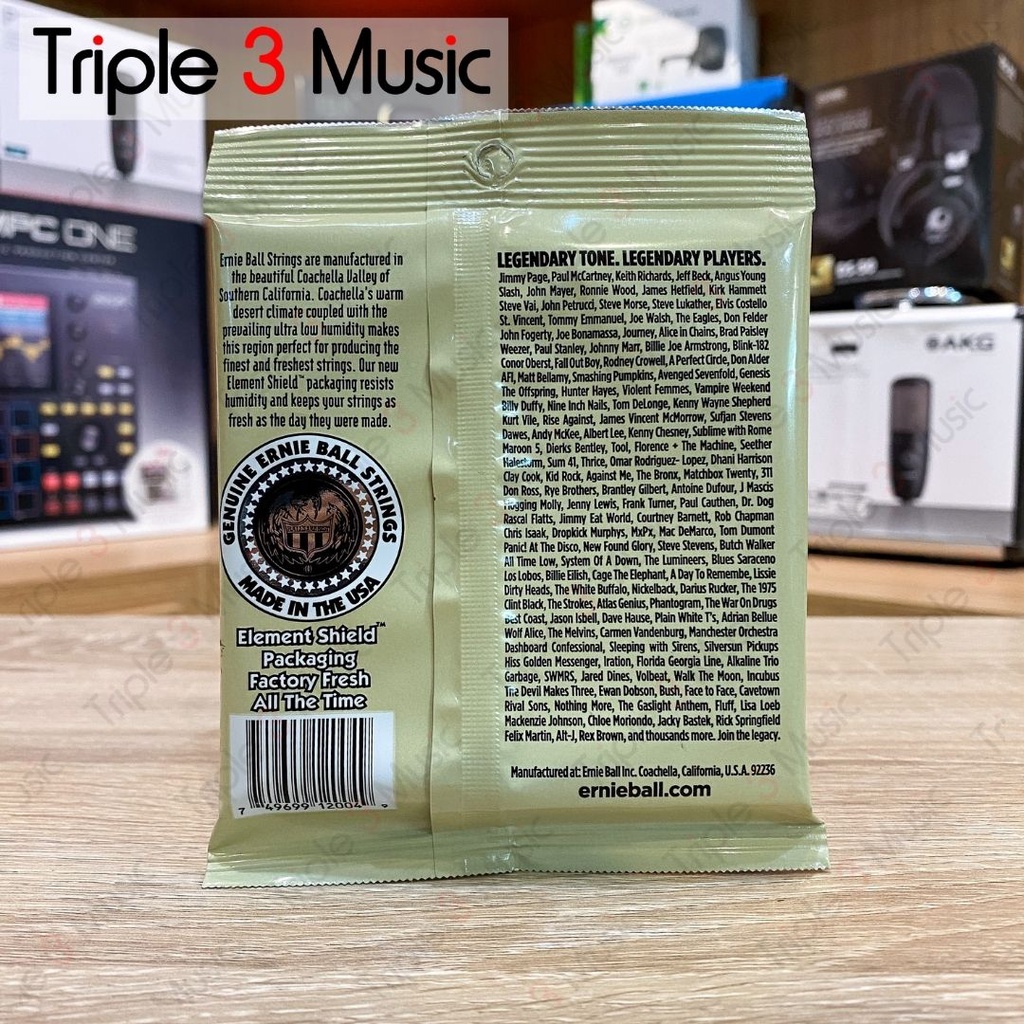 Triple 3 Music
MPC ONE
AKG
Ernie Ball Strings are manufactured in
the beautiful Coachella Valley of
Southern California. Coachella's warm
desert climate coupled with the
prevailing ultra low humidity makes
this region perfect for producing the
finest and freshest strings. Our new
Element Shield™ packaging resists
humidity and keeps your strings as
fresh as the day they were made.
GENUINE ERNIE BALL STRINGS
MADE IN THE USA
Element Shield™
Packaging
Factory Fresh
All The Time
7 49699 12004 9
LEGENDARY TONE. LEGENDARY PLAYERS.
Jimmy Page, Paul McCartney, Keith Richards, Jeff Beck, Angus Young
Slash, John Mayer, Ronnie Wood, James Hetfield, Kirk Hammett
Steve Vai, John Petrucci, Steve Morse, Steve Lukather, Elvis Costello
St. Vincent, Tommy Emmanuel, Joe Walsh, The Eagles, Don Felder
John Fogerty, Joe Bonamassa, Journey, Alice in Chains, Brad Paisley
Weezer, Paul Stanley, Johnny Marr, Billie Joe Armstrong, Blink-182
Conor Oberst, Fall Out Boy, Rodney Crowell, A Perfect Circle, Don Alder
AFI, Matt Bellamy, Smashing Pumpkins, Avenged Sevenfold, Genesis
The Offspring, Hunter Hayes, Violent Femmes, Vampire Weekend
Billy Duffy, Nine Inch Nails, Tom DeLonge, Kenny Wayne Shepherd
Kurt Vile, Rise Against, James Vincent McMorrow, Sufjan Stevens
Dawes, Andy McKee, Albert Lee, Kenny Chesney, Sublime with Rome
Maroon 5, Dierks Bentley, Tool, Florence + The Machine, Seether
Halestorm, Sum 41, Thrice, Omar Rodriguez- Lopez, Dhani Harrison
Clay Cook, Kid Rock, Against Me, The Bronx, Matchbox Twenty, 311
Don Ross, Rye Brothers, Brantley Gilbert, Antoine Dufour, J Mascis
Flogging Molly, Jenny Lewis, Frank Turner, Paul Cauthen, Dr. Dog
Rascal Flatts, Jimmy Eat World, Courtney Barnett, Rob Chapman
Chris Isaak, Dropkick Murphys, MxPx, Mac DeMarco, Tom Dumont
Panic! At The Disco, New Found Glory, Steve Stevens, Butch Walker
All Time Low, System Of A Down, The Lumineers, Blues Saraceno
Los Lobos, Billie Eilish, Cage The Elephant, A Day To Remembe, Lissie
Dirty Heads, The White Buffalo, Nickelback, Darius Rucker, The 1975
Clint Black, The Strokes, Atlas Genius, Phantogram, The War On Drugs
Best Coast, Jason Isbell, Dave Hause, Plain White T's, Adrian Bellue
Wolf Alice, The Melvins, Carmen Vandenburg, Manchester Orchestra
Dashboard Confessional, Sleeping with Sirens, Silversun Pickups
Hiss Golden Messenger, Iration, Florida Georgia Line, Alkaline Trio
Garbage, SWMRS, Jared Dines, Volbeat, Walk The Moon, Incubus
The Devil Makes Three, Ewan Dobson, Bush, Face to Face, Cavetown
Rival Sons, Nothing More, The Gaslight Anthem, Fluff, Lisa Loeb
Mackenzie Johnson, Chloe Moriondo, Jacky Bastek, Rick Springfield
Felix Martin, Alt-J, Rex Brown, and thousands more. Join the legacy.
Manufactured at: Ernie Ball Inc. Coachella, California, U.S.A. 92236
ernieball.com